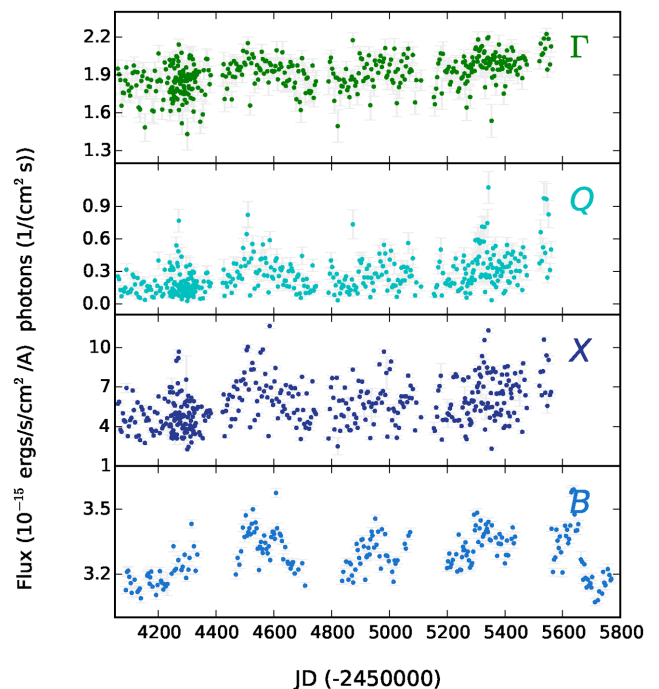 2.2
1.9
1.6
1.3
Γ
0.9
0.6
0.3
0.0
Q
10
7
4
1
X
3.5
3.2
B
4200 4400 4600 4800 5000 5200 5400 5600 5800
JD (-2450000)
Flux (10⁻¹⁵ ergs/s/cm² /A) photons (1/(cm² s))